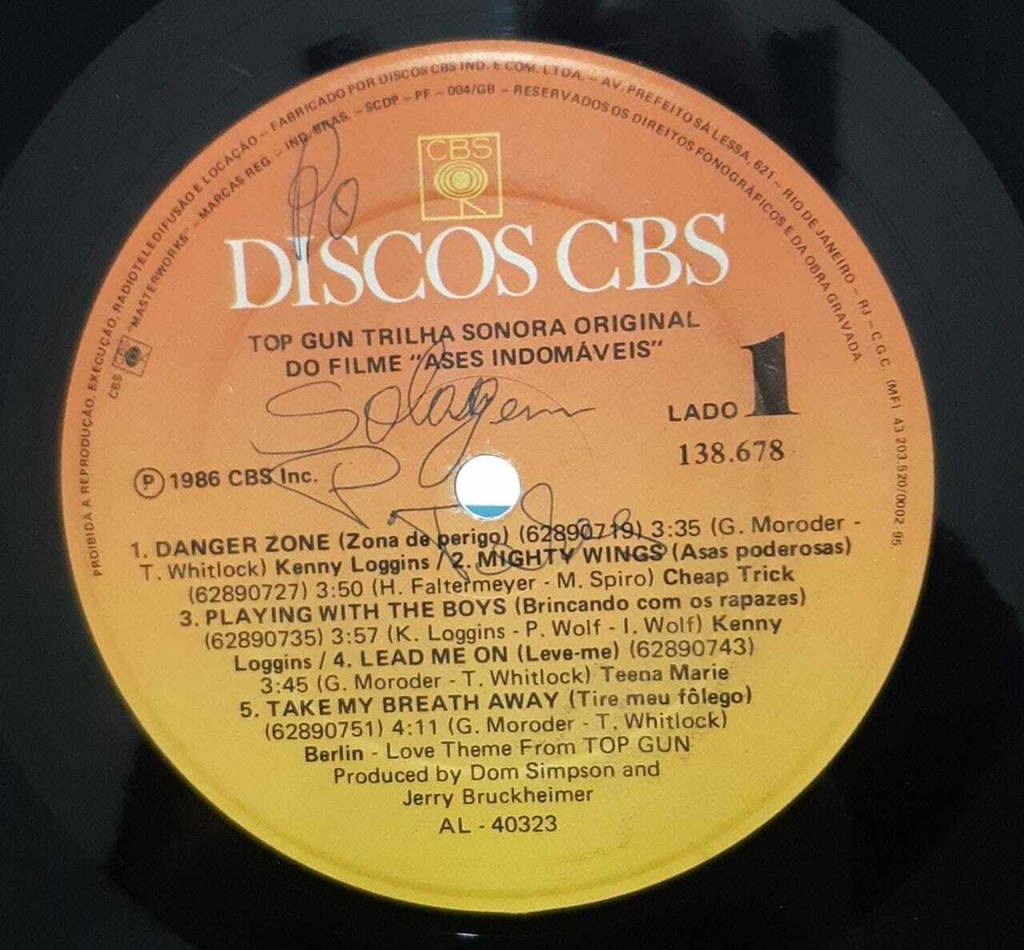 FABRICADO POR DISCOS CBS IND. E COM. LTDA. – AV. PREFEITO SÁ LESSA, 621 – RIO DE JANEIRO – RJ – C.G.C. (MF) 43 203.520/0002 95
PROIBIDA A REPRODUÇÃO, EXECUÇÃO, RADIOTELEDIFUSÃO E LOCAÇÃO –
CBS "MASTERWORKS" – MARCAS REG – IND. BRAS. – SCDP – PF – 004/GB – RESERVADOS OS DIREITOS FONOGRÁFICOS E DA OBRA GRAVADA
CBS
DISCOS CBS
TOP GUN TRILHA SONORA ORIGINAL
DO FILME "ASES INDOMÁVEIS"
LADO 1
138.678
Ⓟ 1986 CBS Inc.
1. DANGER ZONE (Zona de perigo) (62890719) 3:35 (G. Moroder -
T. Whitlock) Kenny Loggins / 2. MIGHTY WINGS (Asas poderosas)
(62890727) 3:50 (H. Faltermeyer - M. Spiro) Cheap Trick
3. PLAYING WITH THE BOYS (Brincando com os rapazes)
(62890735) 3:57 (K. Loggins - P. Wolf - I. Wolf) Kenny
Loggins / 4. LEAD ME ON (Leve-me) (62890743)
3:45 (G. Moroder - T. Whitlock) Teena Marie
5. TAKE MY BREATH AWAY (Tire meu fôlego)
(62890751) 4:11 (G. Moroder - T. Whitlock)
Berlin - Love Theme From TOP GUN
Produced by Dom Simpson and
Jerry Bruckheimer
AL - 40323